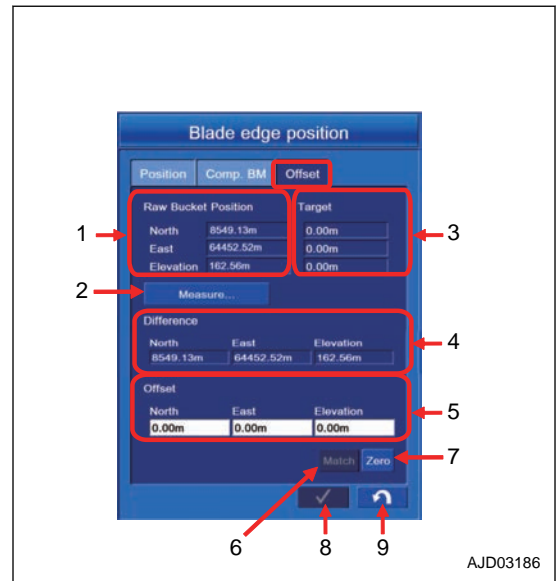 Blade edge position
Position Comp. BM Offset
Raw Bucket Position Target
1 North 8549.13m 0.00m 3
East 64452.52m 0.00m
Elevation 162.56m 0.00m
2 Measure...
Difference
North East Elevation 4
8549.13m 64452.52m 162.56m
Offset
North East Elevation 5
0.00m 0.00m 0.00m
Match Zero 7
6 8 9
AJD03186